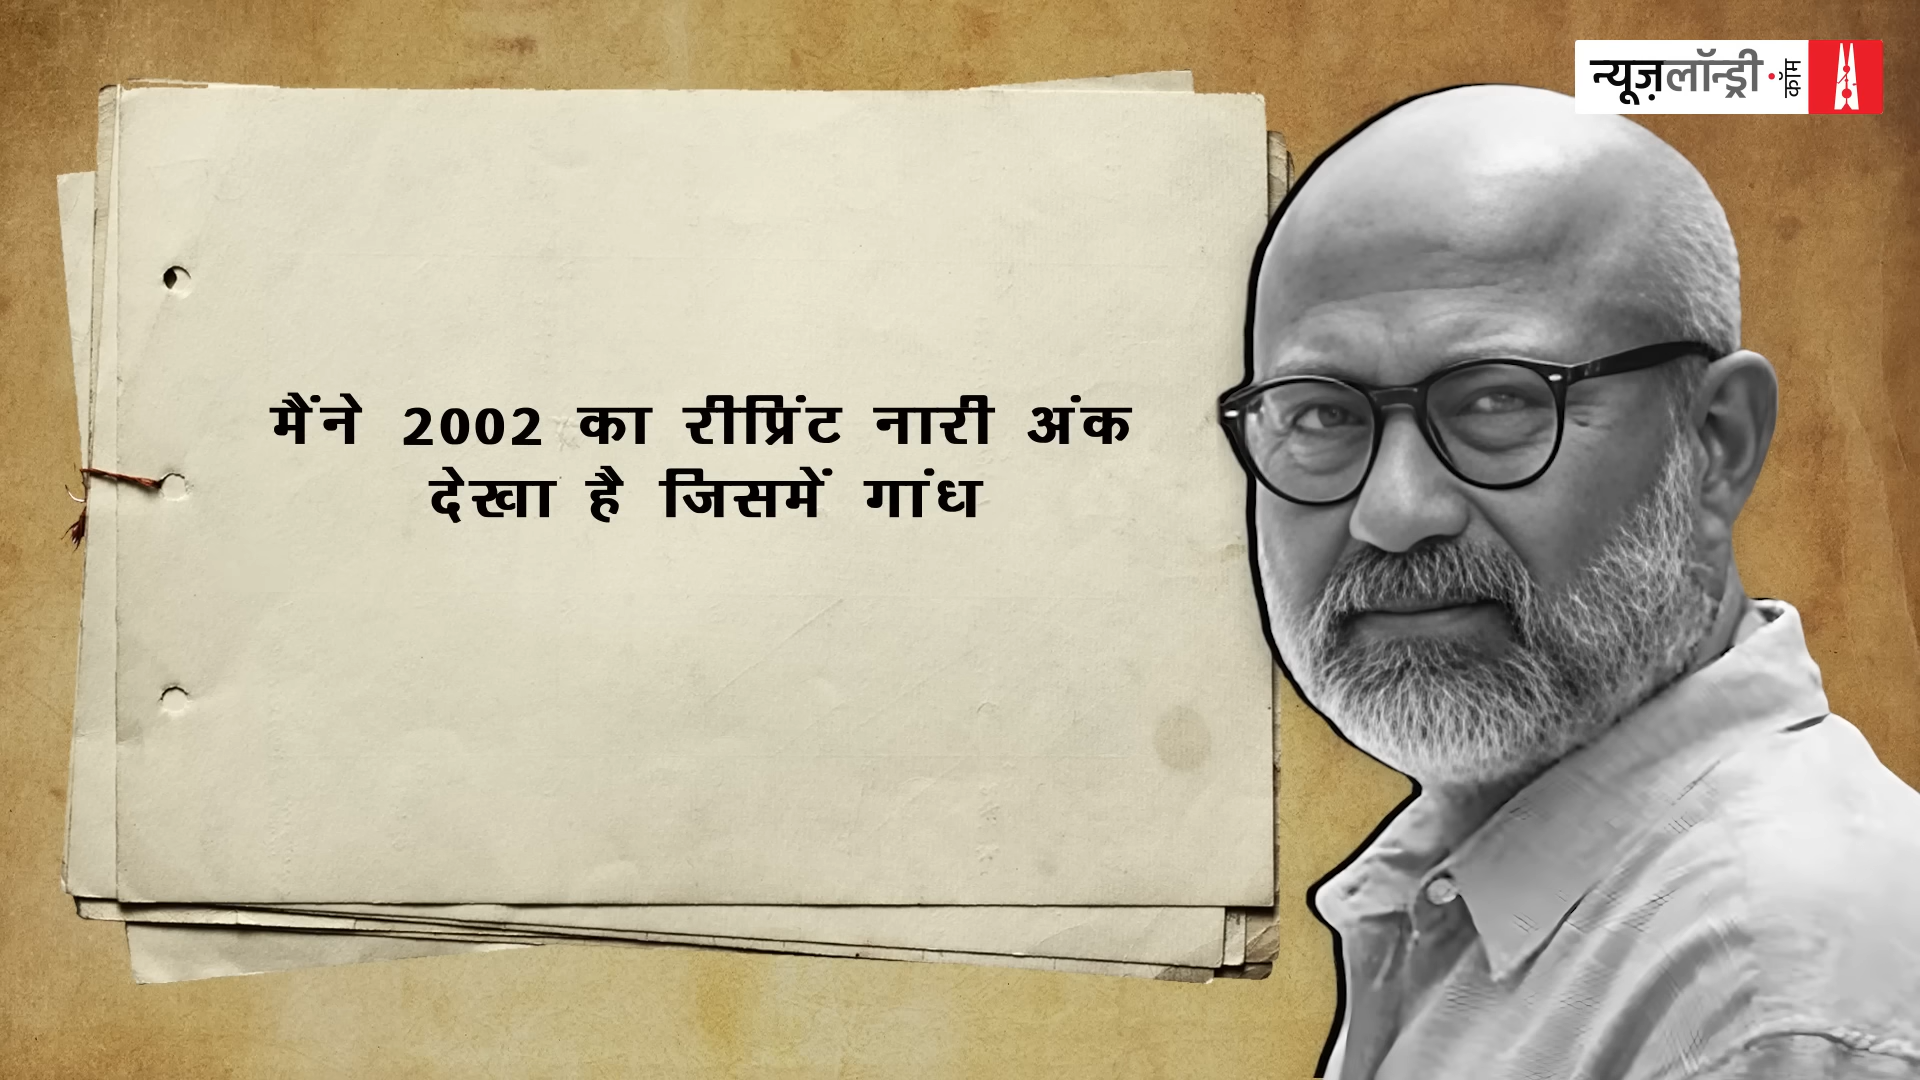 न्यूज़लॉन्ड्री.कॉम
मैंने 2002 का रीप्रिंट नारी अंक
देखा है जिसमें गांध